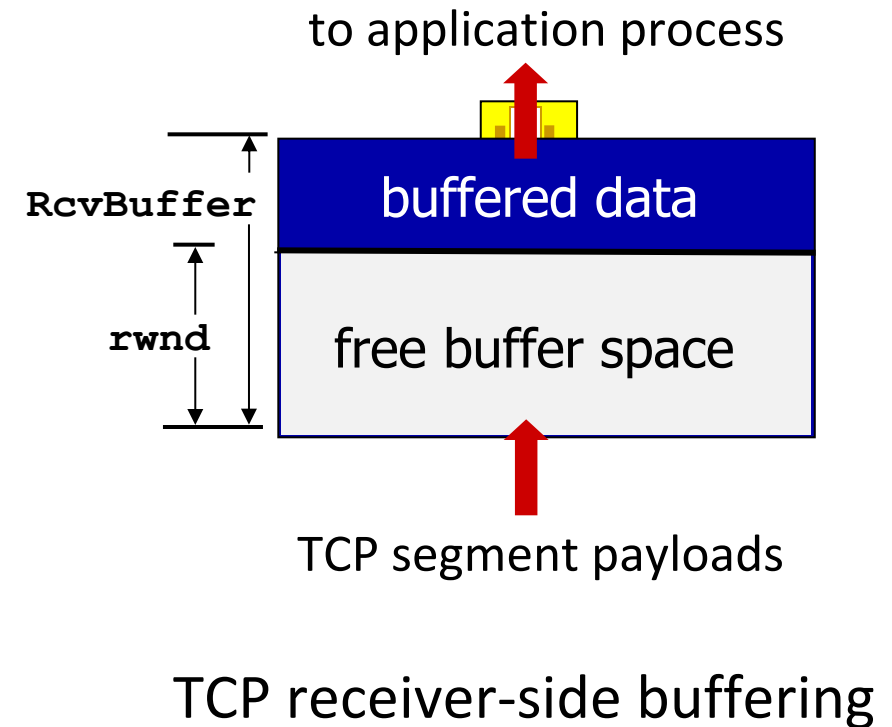 to application process
RcvBuffer
buffered data
rwnd
free buffer space
TCP segment payloads
TCP receiver-side buffering